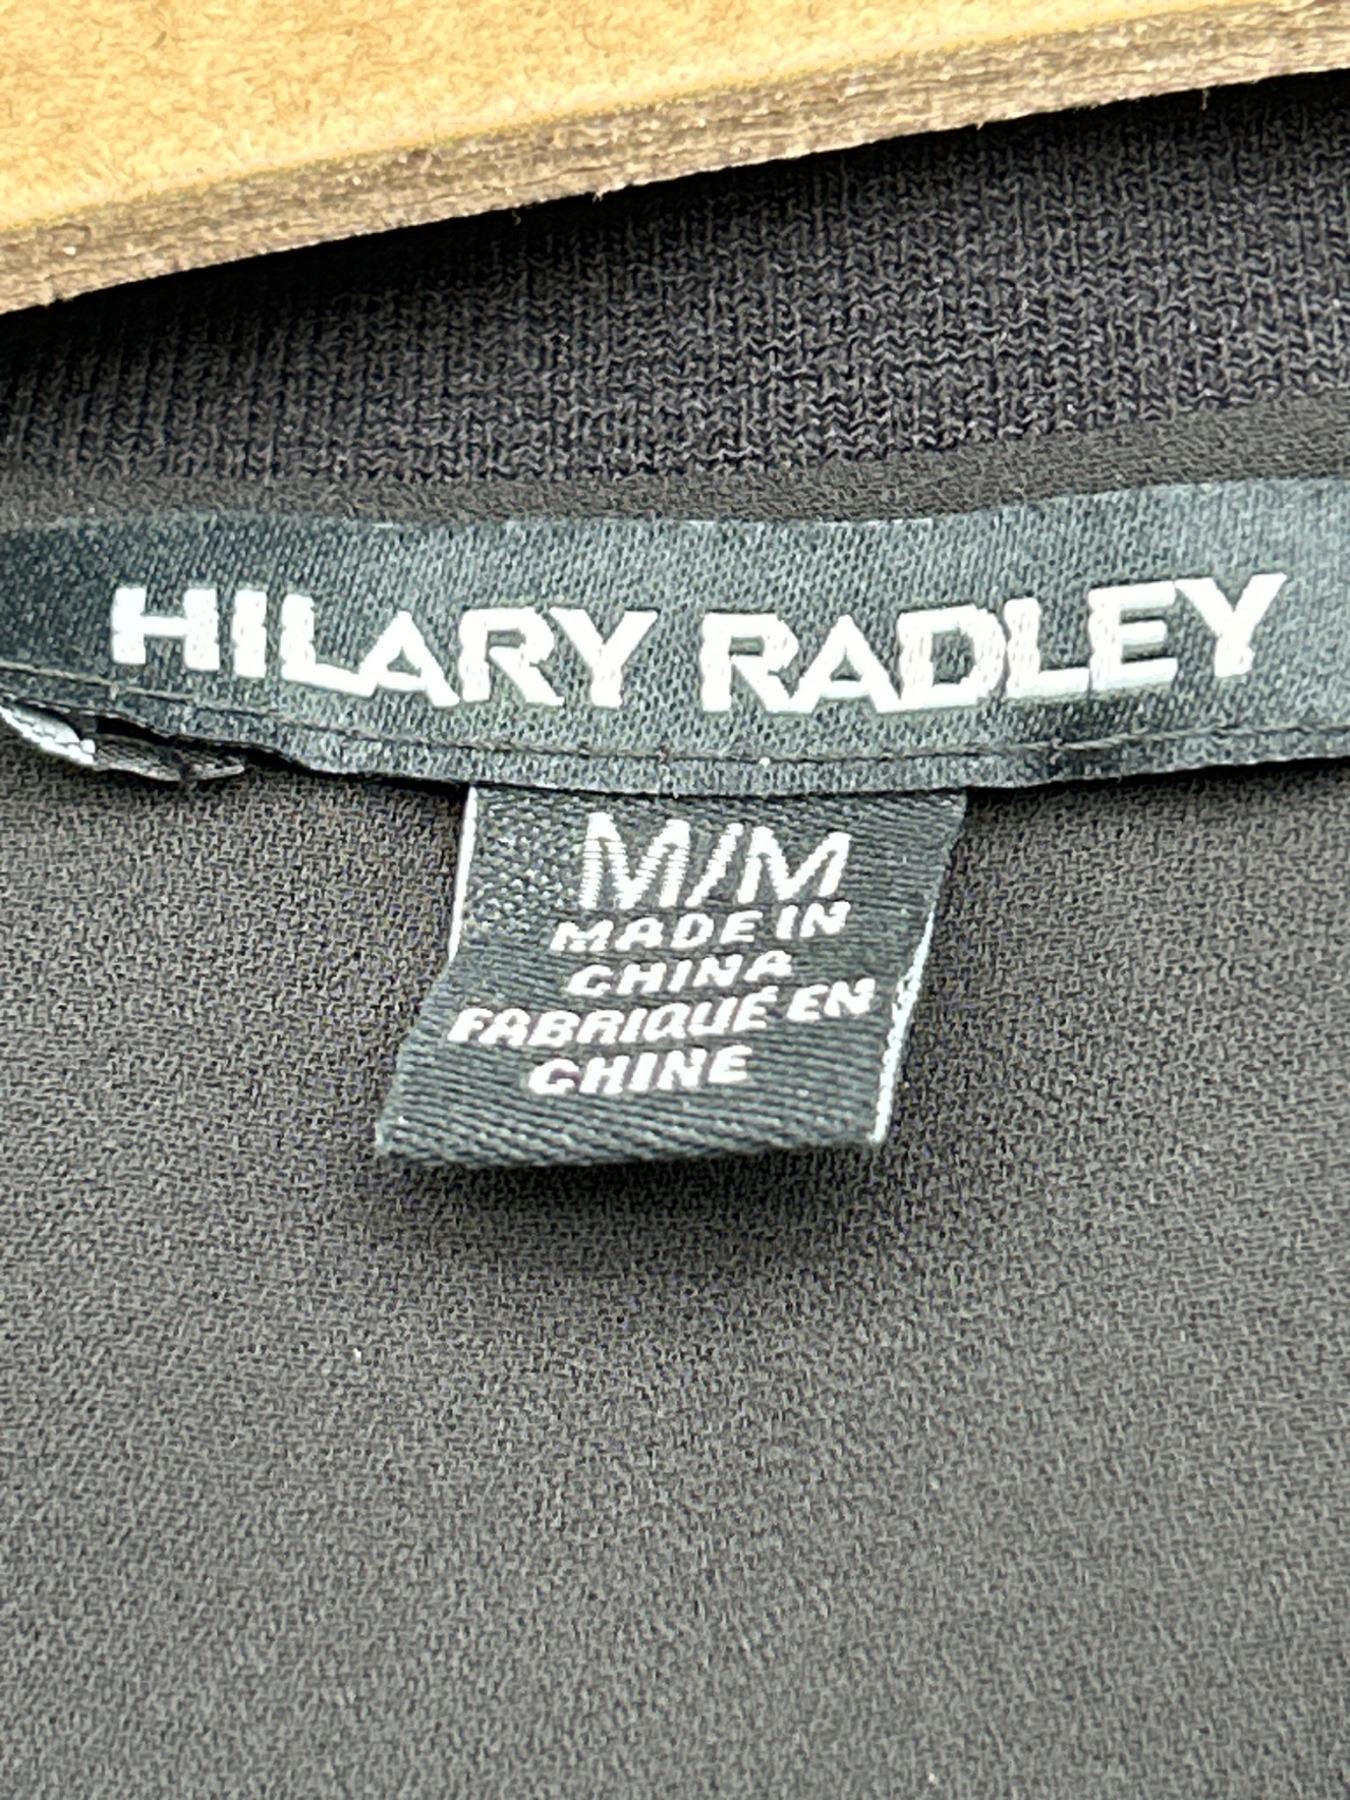 HILARY RADLEY
M/M
MADE IN
CHINA
FABRIQUÉ EN
CHINE